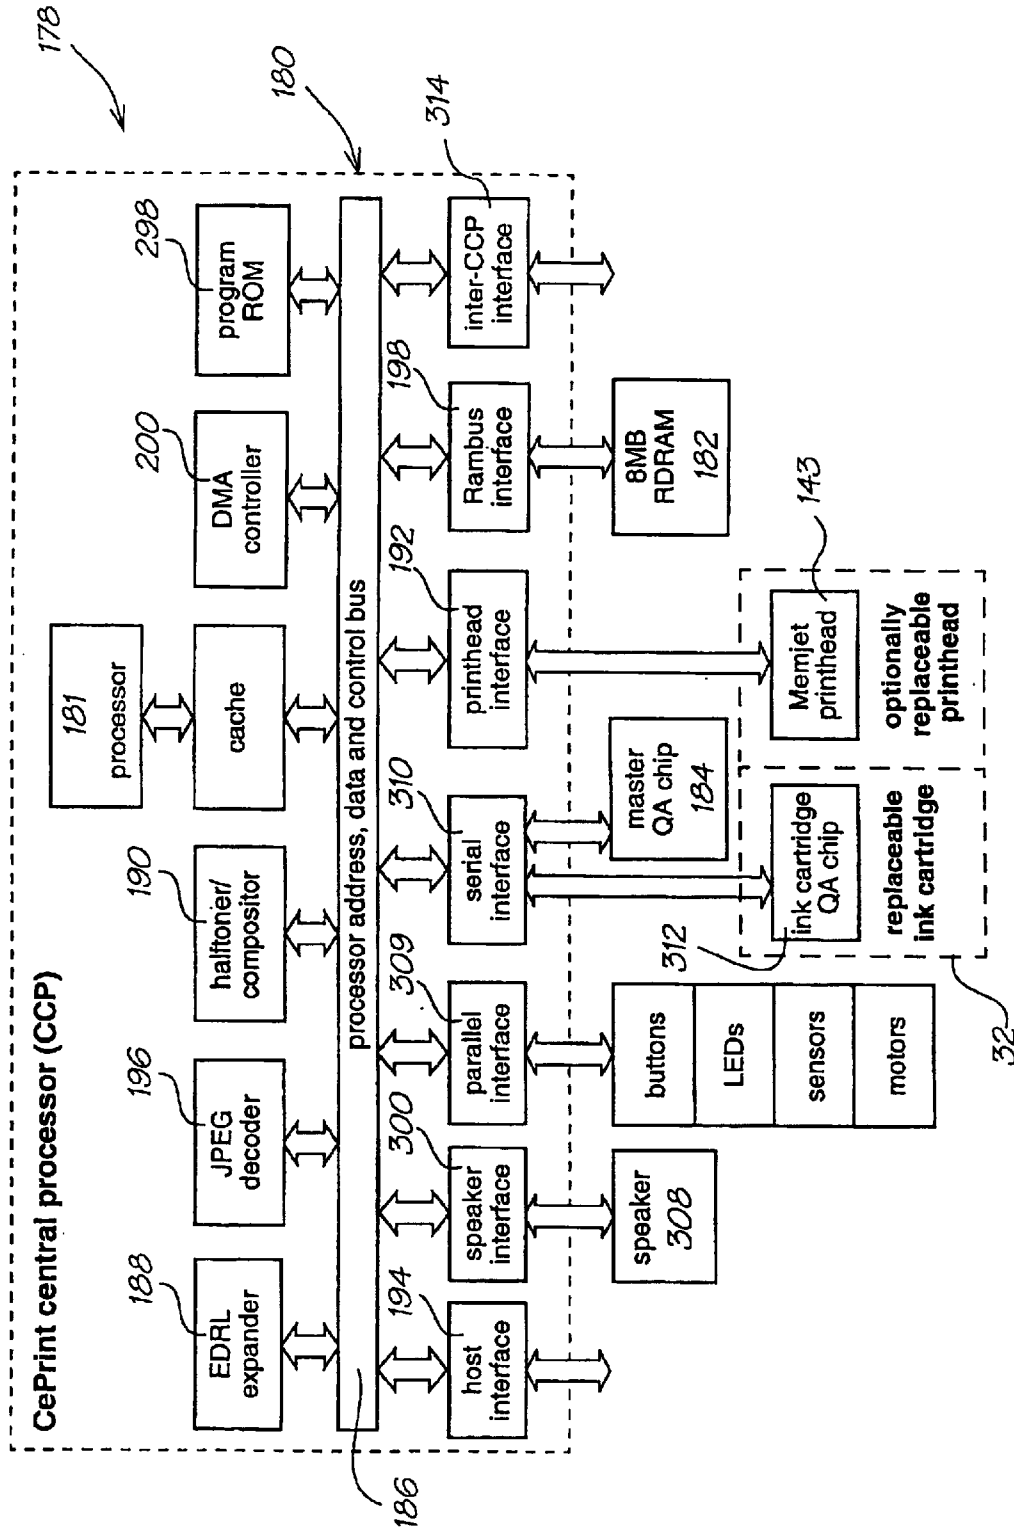 178
CePrint central processor (CCP)
180
181
processor
188
EDRL
expander
196
JPEG
decoder
190
halftoner/
compositor
cache
200
DMA
controller
298
program
ROM
186
processor address, data and control bus
194
host
interface
300
speaker
interface
309
parallel
interface
310
serial
interface
192
printhead
interface
198
Rambus
interface
314
inter-CCP
interface
speaker
308
buttons
LEDs
sensors
motors
master
QA chip
184
8MB
RDRAM
182
312
ink cartridge
QA chip
replaceable
ink cartridge
143
Memjet
printhead
optionally
replaceable
printhead
32